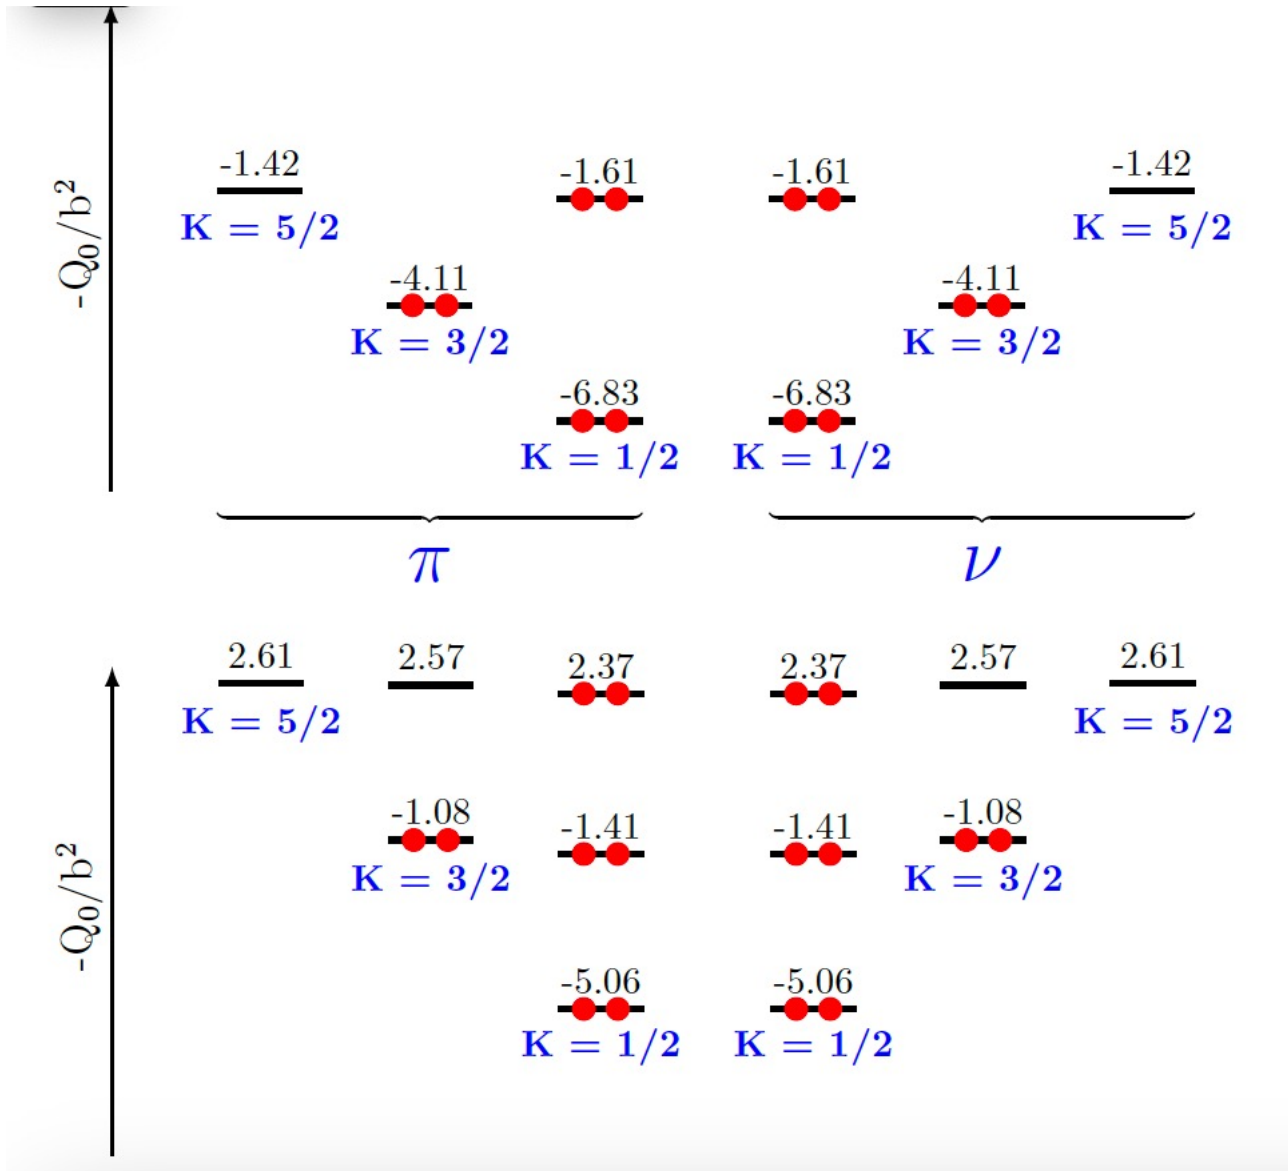 -Q₀/b²
-1.42 -1.61 -1.61 -1.42
K = 5/2 K = 5/2
-4.11 -4.11
K = 3/2 K = 3/2
-6.83 -6.83
K = 1/2 K = 1/2
π ν
-Q₀/b²
2.61 2.57 2.37 2.37 2.57 2.61
K = 5/2 K = 5/2
-1.08 -1.41 -1.41 -1.08
K = 3/2 K = 3/2
-5.06 -5.06
K = 1/2 K = 1/2